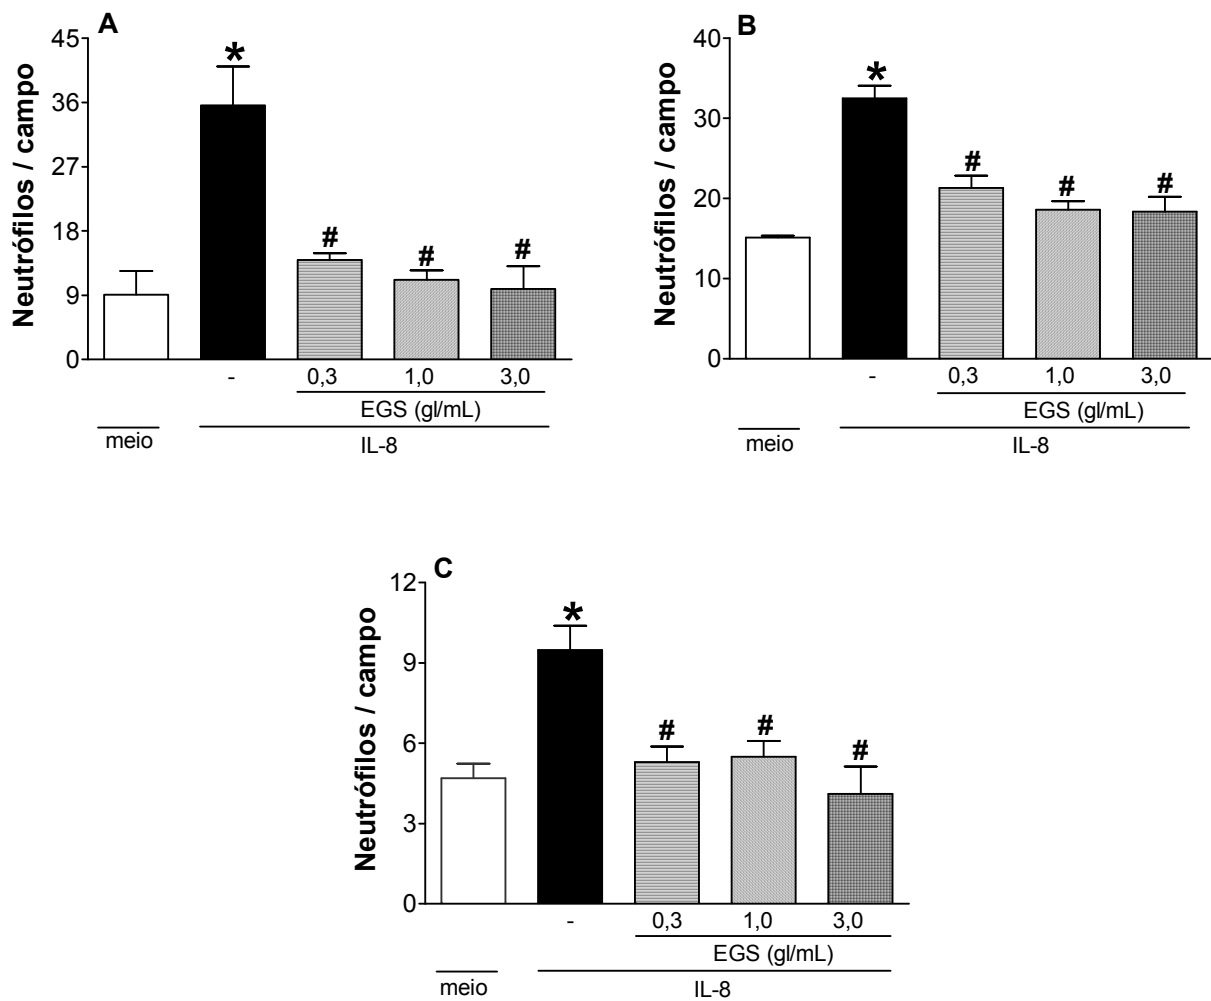 A
Neutrófilos / campo
45
36
27
18
9
0
*
#
#
#
-
0,3
1,0
3,0
EGS (gl/mL)
meio
IL-8
B
Neutrófilos / campo
40
30
20
10
0
*
#
#
#
-
0,3
1,0
3,0
EGS (gl/mL)
meio
IL-8
C
Neutrófilos / campo
12
9
6
3
0
*
#
#
#
-
0,3
1,0
3,0
EGS (gl/mL)
meio
IL-8